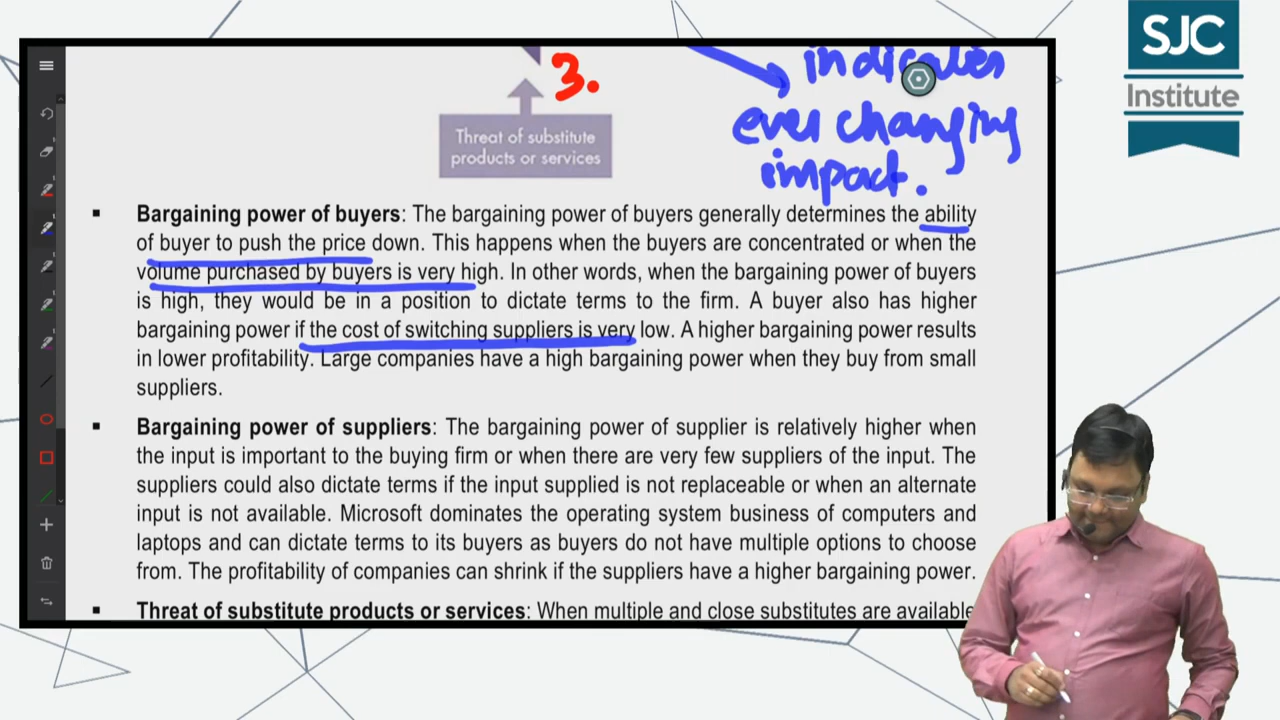 SJC
Institute
indicates
3.
ever changing
impact.
Threat of substitute
products or services
▪ Bargaining power of buyers: The bargaining power of buyers generally determines the ability
of buyer to push the price down. This happens when the buyers are concentrated or when the
volume purchased by buyers is very high. In other words, when the bargaining power of buyers
is high, they would be in a position to dictate terms to the firm. A buyer also has higher
bargaining power if the cost of switching suppliers is very low. A higher bargaining power results
in lower profitability. Large companies have a high bargaining power when they buy from small
suppliers.
▪ Bargaining power of suppliers: The bargaining power of supplier is relatively higher when
the input is important to the buying firm or when there are very few suppliers of the input. The
suppliers could also dictate terms if the input supplied is not replaceable or when an alternate
input is not available. Microsoft dominates the operating system business of computers and
laptops and can dictate terms to its buyers as buyers do not have multiple options to choose
from. The profitability of companies can shrink if the suppliers have a higher bargaining power.
▪ Threat of substitute products or services: When multiple and close substitutes are available